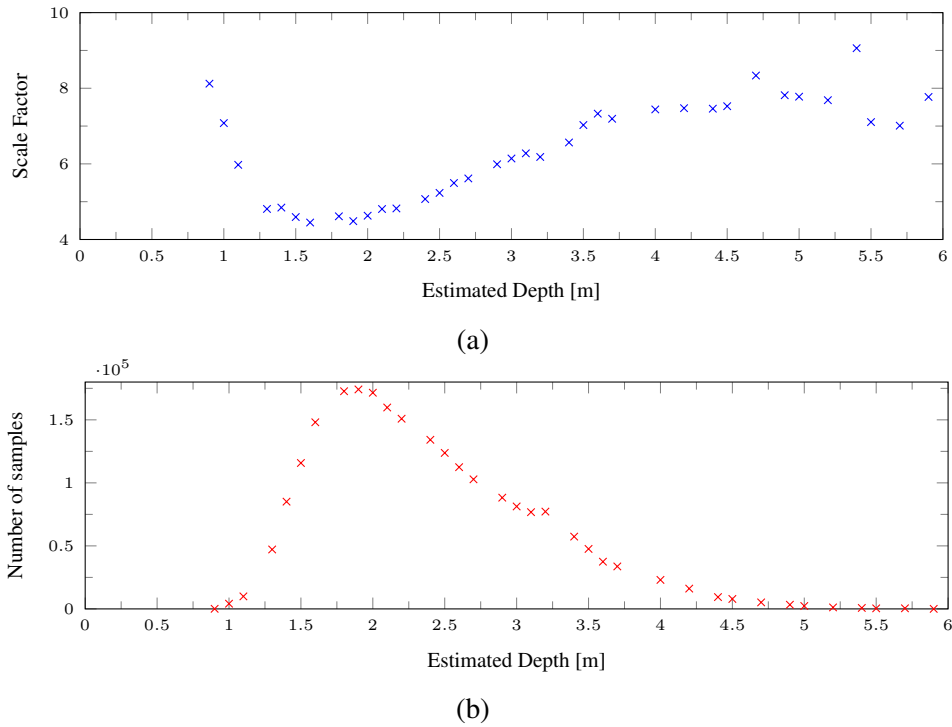 10
8
6
4
Scale Factor
0 0.5 1 1.5 2 2.5 3 3.5 4 4.5 5 5.5 6
Estimated Depth [m]
(a)
·10⁵
1.5
1
0.5
0
Number of samples
0 0.5 1 1.5 2 2.5 3 3.5 4 4.5 5 5.5 6
Estimated Depth [m]
(b)